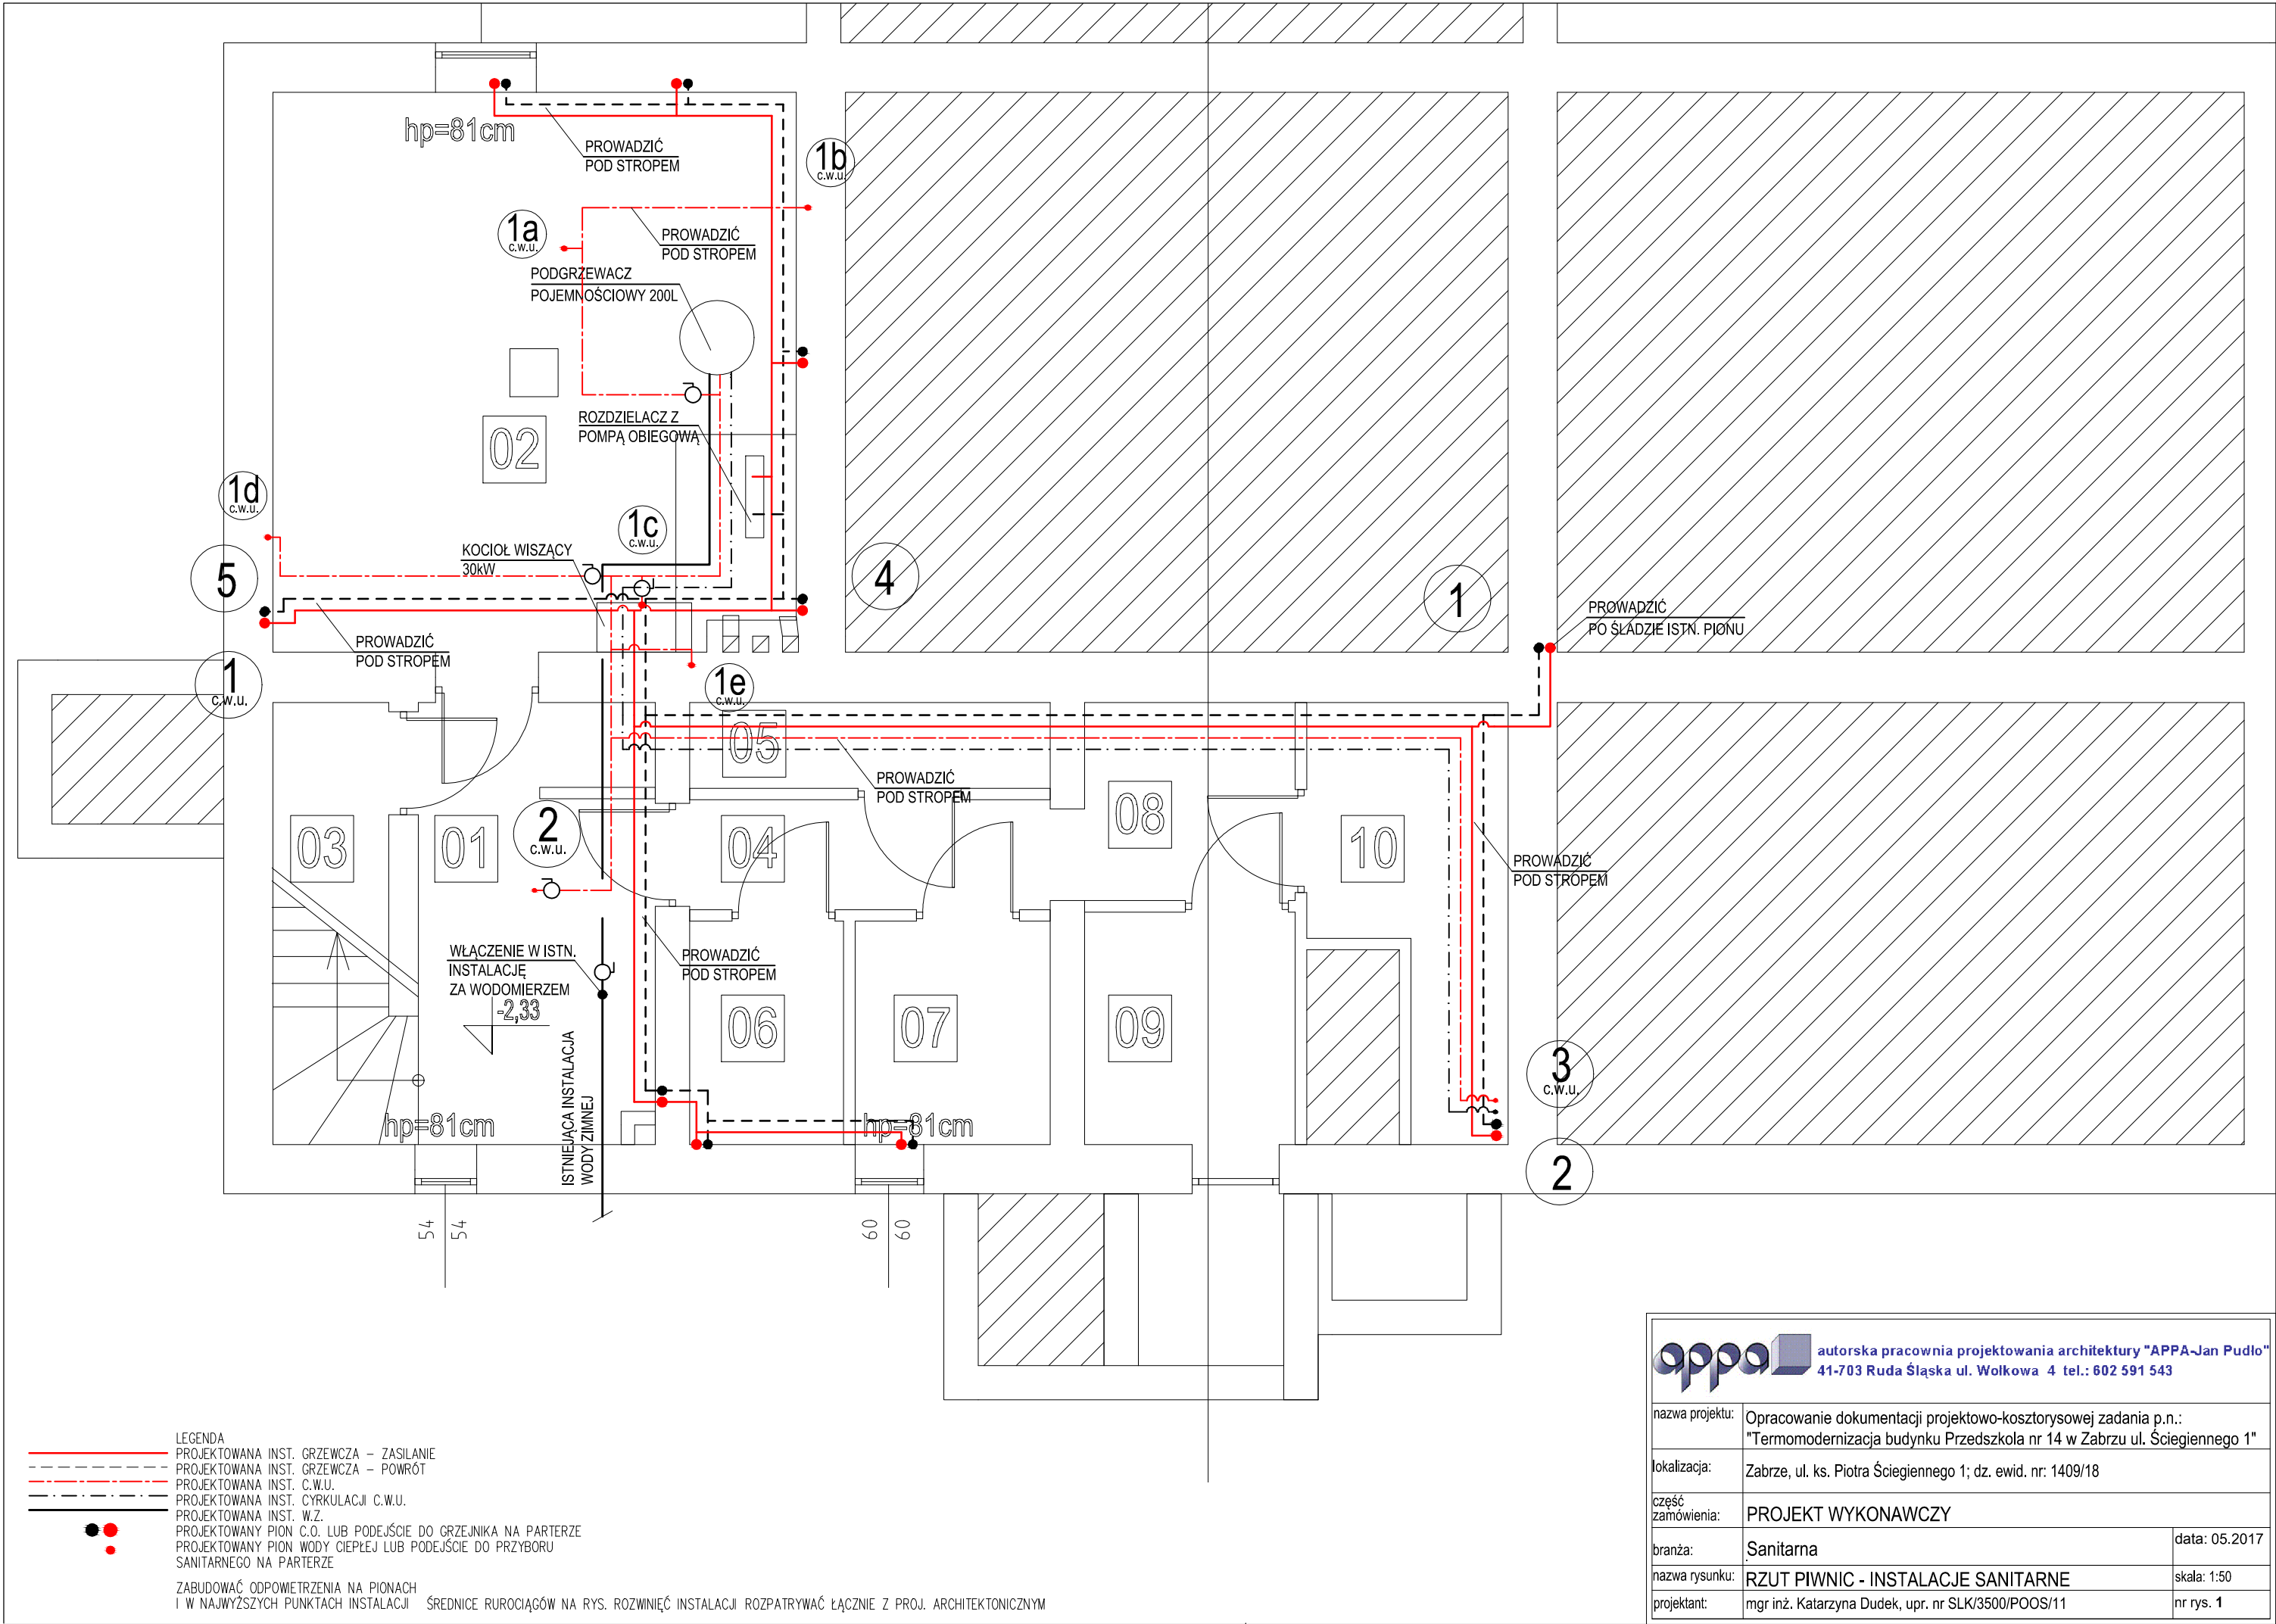 hp=81cm
PROWADZIĆ
POD STROPEM
1b
c.w.u.
1a
c.w.u.
PROWADZIĆ
POD STROPEM
PODGRZEWACZ
POJEMNOŚCIOWY 200L
ROZDZIELACZ Z
POMPĄ OBIEGOWĄ
02
1d
c.w.u.
1c
c.w.u.
KOCIOŁ WISZĄCY
30kW
5
4
1
PROWADZIĆ
PO ŚLADZIE ISTN. PIONU
PROWADZIĆ
POD STROPEM
1
c.w.u.
1e
c.w.u.
05
PROWADZIĆ
POD STROPEM
08
2
c.w.u.
03
01
04
10
PROWADZIĆ
POD STROPEM
WŁĄCZENIE W ISTN.
INSTALACJĘ
ZA WODOMIERZEM
-2,33
PROWADZIĆ
POD STROPEM
06
07
09
ISTNIEJĄCA INSTALACJA
WODY ZIMNEJ
3
c.w.u.
hp=81cm
hp=81cm
2
54
54
60
60
LEGENDA
PROJEKTOWANA INST. GRZEWCZA – ZASILANIE
PROJEKTOWANA INST. GRZEWCZA – POWRÓT
PROJEKTOWANA INST. C.W.U.
PROJEKTOWANA INST. CYRKULACJI C.W.U.
PROJEKTOWANA INST. W.Z.
PROJEKTOWANY PION C.O. LUB PODEJŚCIE DO GRZEJNIKA NA PARTERZE
PROJEKTOWANY PION WODY CIEPŁEJ LUB PODEJŚCIE DO PRZYBORU
SANITARNEGO NA PARTERZE
ZABUDOWAĆ ODPOWIETRZENIA NA PIONACH
I W NAJWYŻSZYCH PUNKTACH INSTALACJI
ŚREDNICE RUROCIĄGÓW NA RYS. ROZWINIĘĆ INSTALACJI ROZPATRYWAĆ ŁĄCZNIE Z PROJ. ARCHITEKTONICZNYM
appa
autorska pracownia projektowania architektury "APPA-Jan Pudło"
41-703 Ruda Śląska ul. Wolkowa 4 tel.: 602 591 543
nazwa projektu:
Opracowanie dokumentacji projektowo-kosztorysowej zadania p.n.:
"Termomodernizacja budynku Przedszkola nr 14 w Zabrzu ul. Ściegiennego 1"
lokalizacja:
Zabrze, ul. ks. Piotra Ściegiennego 1; dz. ewid. nr: 1409/18
część
zamówienia:
PROJEKT WYKONAWCZY
branża:
Sanitarna
data: 05.2017
nazwa rysunku:
RZUT PIWNIC - INSTALACJE SANITARNE
skala: 1:50
projektant:
mgr inż. Katarzyna Dudek, upr. nr SLK/3500/POOS/11
nr rys. 1